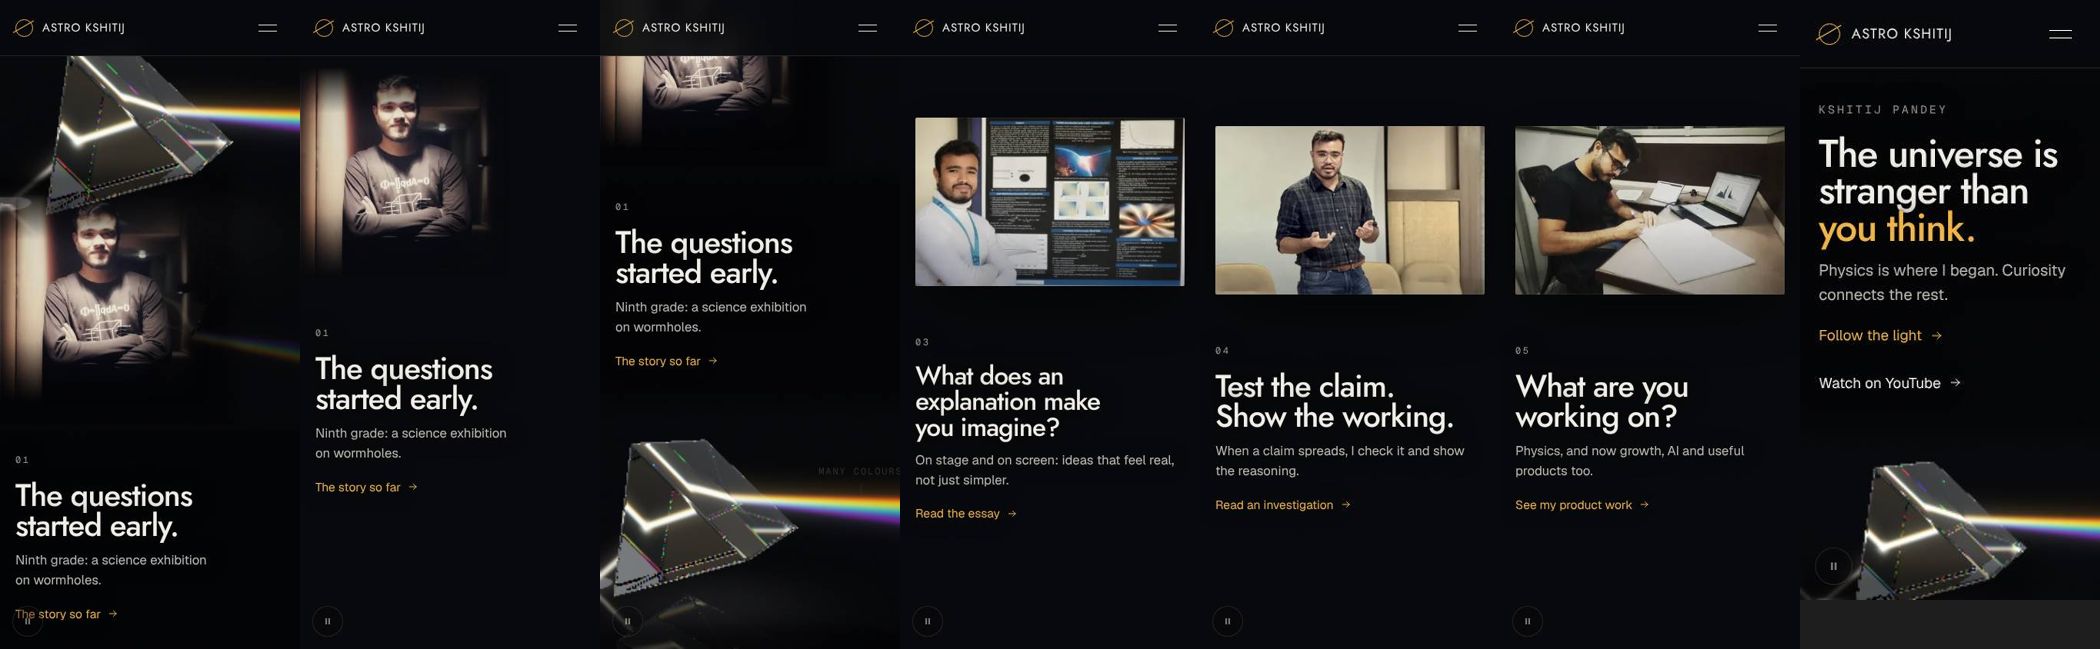 ASTRO KSHITIJ
01
The questions
started early.
Ninth grade: a science exhibition
on wormholes.
The story so far →
ASTRO KSHITIJ
01
The questions
started early.
Ninth grade: a science exhibition
on wormholes.
The story so far →
ASTRO KSHITIJ
01
The questions
started early.
Ninth grade: a science exhibition
on wormholes.
The story so far →
MANY COLOURS
ASTRO KSHITIJ
03
What does an
explanation make
you imagine?
On stage and on screen: ideas that feel real,
not just simpler.
Read the essay →
ASTRO KSHITIJ
04
Test the claim.
Show the working.
When a claim spreads, I check it and show
the reasoning.
Read an investigation →
ASTRO KSHITIJ
05
What are you
working on?
Physics, and now growth, AI and useful
products too.
See my product work →
ASTRO KSHITIJ
KSHITIJ PANDEY
The universe is
stranger than
you think.
Physics is where I began. Curiosity
connects the rest.
Follow the light →
Watch on YouTube →